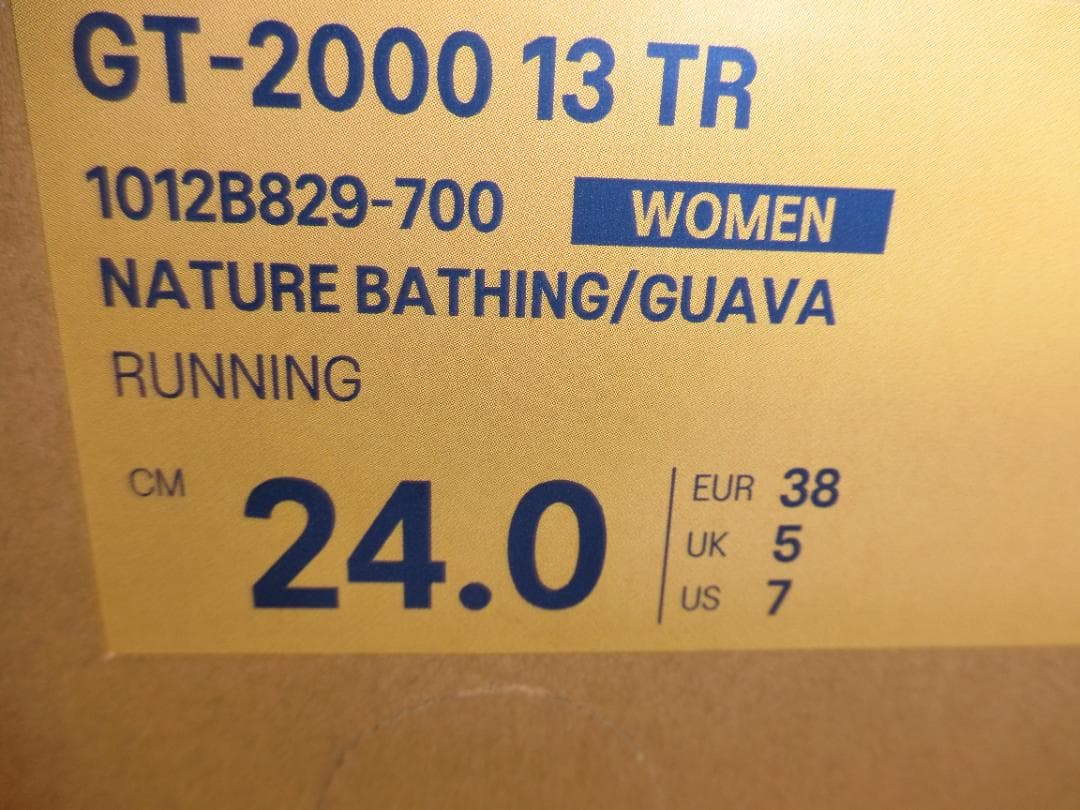 GT-2000 13 TR
1012B829-700 WOMEN
NATURE BATHING/GUAVA
RUNNING
CM 24.0
EUR 38
UK 5
US 7